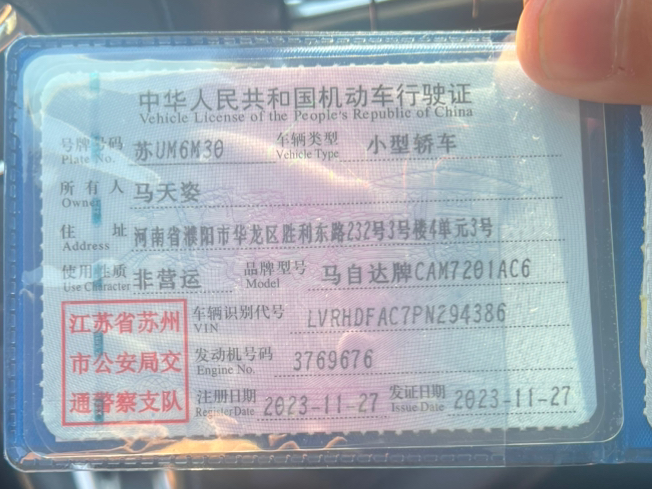 中华人民共和国机动车行驶证
Vehicle License of the People's Republic of China
号牌号码 苏UM6M30 车辆类型 小型轿车
Plate No. Vehicle Type
所有人 马天姿
Owner
住址 河南省濮阳市华龙区胜利东路232号3号楼4单元3号
Address
使用性质 非营运 品牌型号 马自达牌CAM7201AC6
Use Character Model
江苏省苏州
市公安局交
通警察支队
车辆识别代号 LVRHDFAC7PN294386
VIN
发动机号码 3769676
Engine No.
注册日期 2023-11-27 发证日期 2023-11-27
Register Date Issue Date